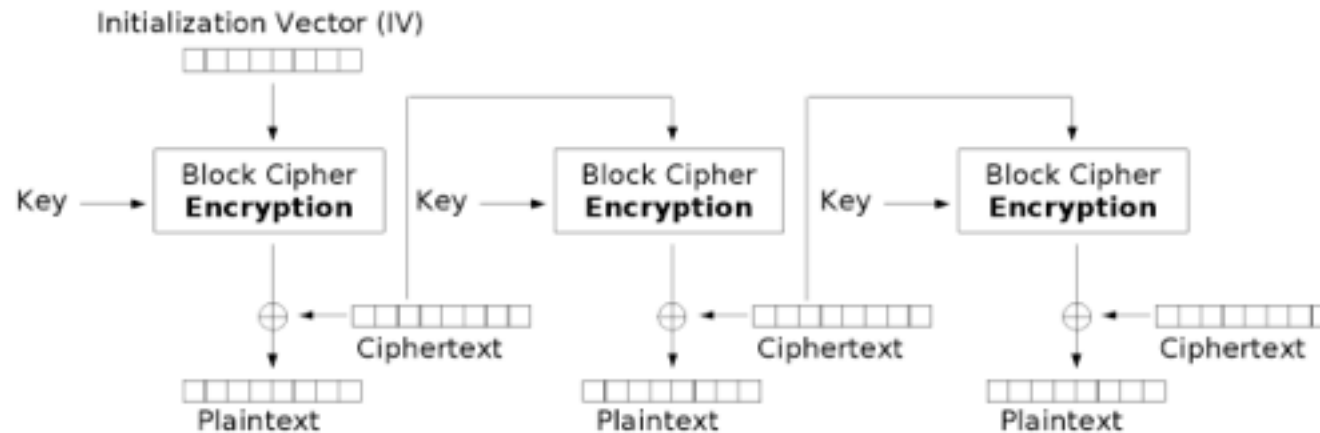 Initialization Vector (IV)
Key
Block Cipher
Encryption
Key
Block Cipher
Encryption
Key
Block Cipher
Encryption
Ciphertext
Ciphertext
Ciphertext
Plaintext
Plaintext
Plaintext